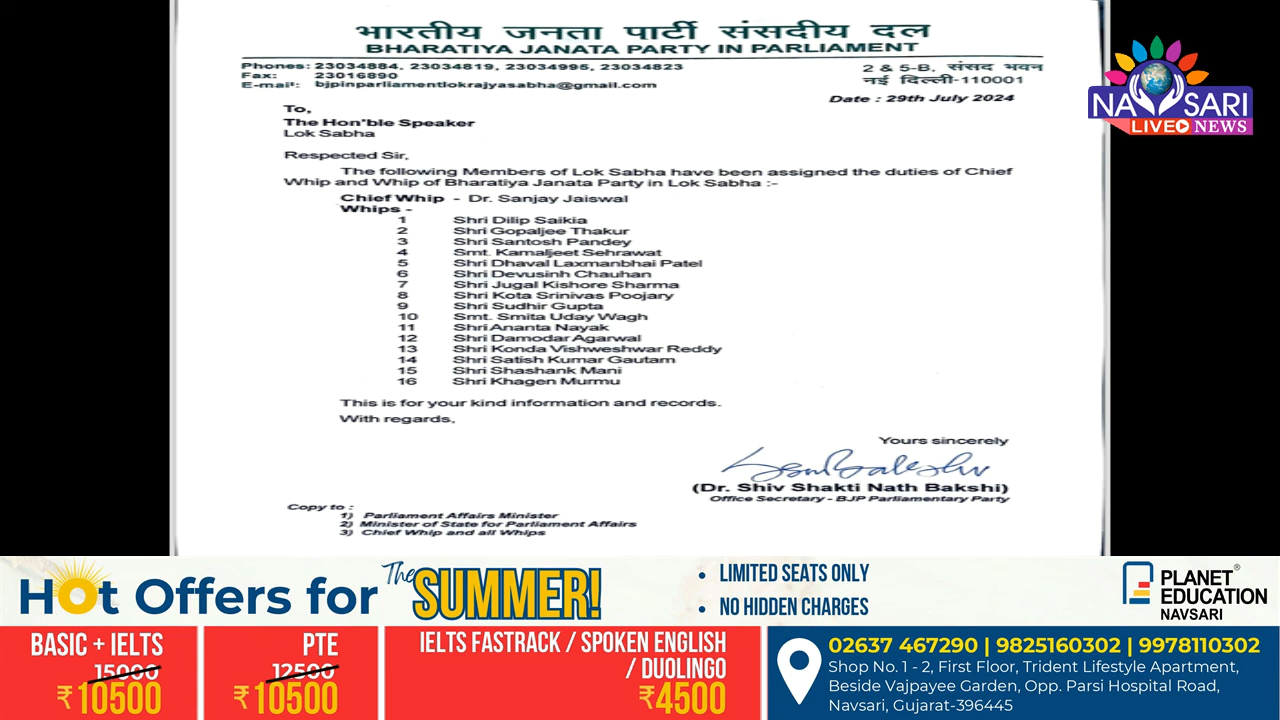 भारतीय जनता पार्टी संसदीय दल
BHARATIYA JANATA PARTY IN PARLIAMENT
Phones: 23034884, 23034819, 23034995, 23034823
Fax: 23016890
E-mail: bjpinparliamentlokrajyasabha@gmail.com
2 & 5-B, संसद भवन
नई दिल्ली-110001
Date : 29th July 2024
NAVSARI
LIVE NEWS
To,
The Hon'ble Speaker
Lok Sabha
Respected Sir,
The following Members of Lok Sabha have been assigned the duties of Chief
Whip and Whip of Bharatiya Janata Party in Lok Sabha :-
Chief Whip - Dr. Sanjay Jaiswal
Whips -
1 Shri Dilip Saikia
2 Shri Gopaljee Thakur
3 Shri Santosh Pandey
4 Smt. Kamaljeet Sehrawat
5 Shri Dhaval Laxmanbhai Patel
6 Shri Devusinh Chauhan
7 Shri Jugal Kishore Sharma
8 Shri Kota Srinivas Poojary
9 Shri Sudhir Gupta
10 Smt. Smita Uday Wagh
11 Shri Ananta Nayak
12 Shri Damodar Agarwal
13 Shri Konda Vishweshwar Reddy
14 Shri Satish Kumar Gautam
15 Shri Shashank Mani
16 Shri Khagen Murmu
This is for your kind information and records.
With regards,
Yours sincerely
(Dr. Shiv Shakti Nath Bakshi)
Office Secretary - BJP Parliamentary Party
Copy to :
1) Parliament Affairs Minister
2) Minister of State for Parliament Affairs
3) Chief Whip and all Whips
Hot Offers for The SUMMER!
• LIMITED SEATS ONLY
• NO HIDDEN CHARGES
PLANET
EDUCATION
NAVSARI
BASIC + IELTS
15000
₹10500
PTE
12500
₹10500
IELTS FASTRACK / SPOKEN ENGLISH
/ DUOLINGO
₹4500
02637 467290 | 9825160302 | 9978110302
Shop No. 1 - 2, First Floor, Trident Lifestyle Apartment,
Beside Vajpayee Garden, Opp. Parsi Hospital Road,
Navsari, Gujarat-396445